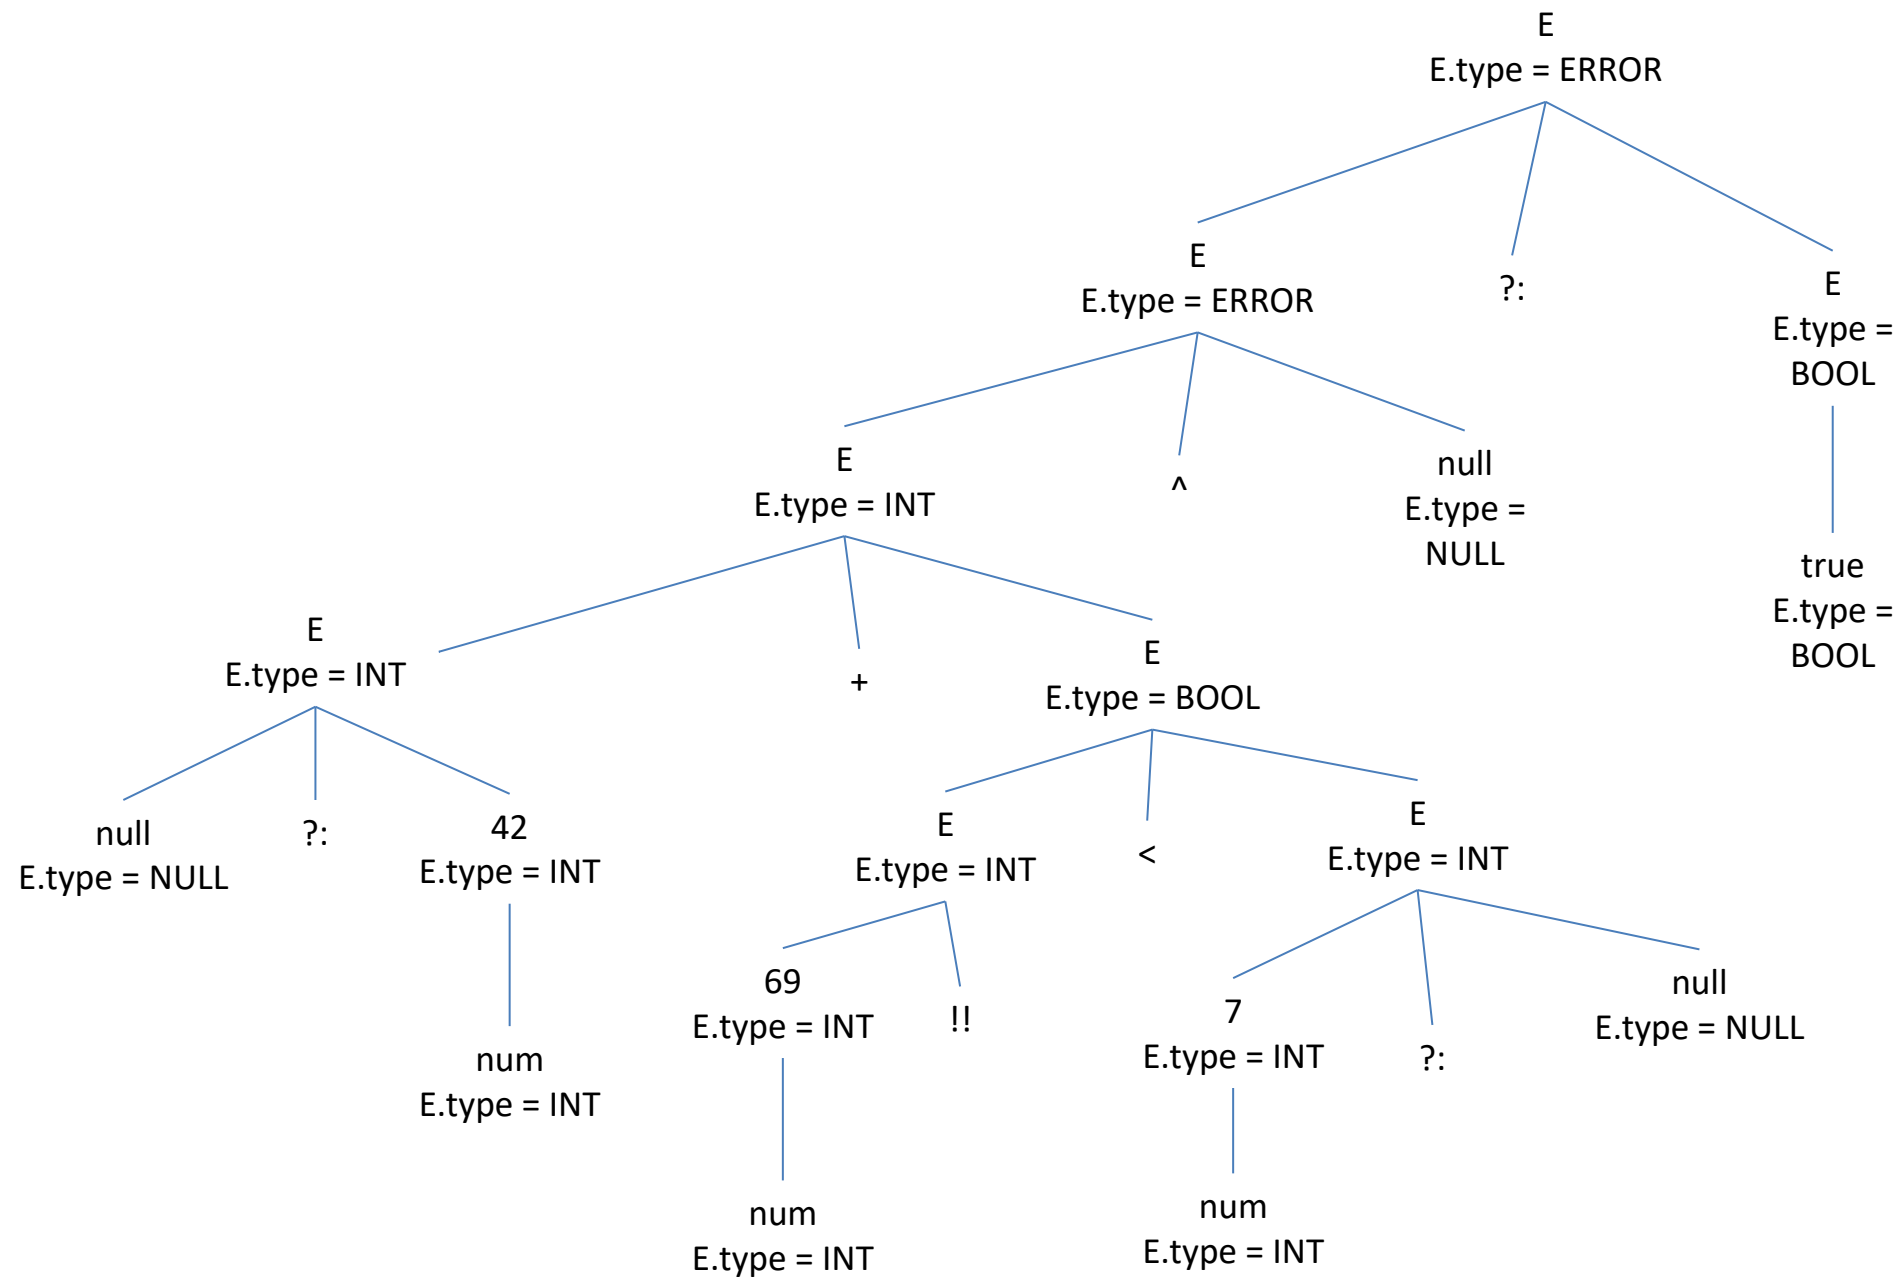 E
E.type = ERROR
E
E.type = ERROR
?:
E
E.type =
BOOL
E
E.type = INT
^
null
E.type =
NULL
true
E.type =
BOOL
E
E.type = INT
+
E
E.type = BOOL
null
E.type = NULL
?:
42
E.type = INT
E
E.type = INT
<
E
E.type = INT
num
E.type = INT
69
E.type = INT
!!
7
E.type = INT
?:
null
E.type = NULL
num
E.type = INT
num
E.type = INT